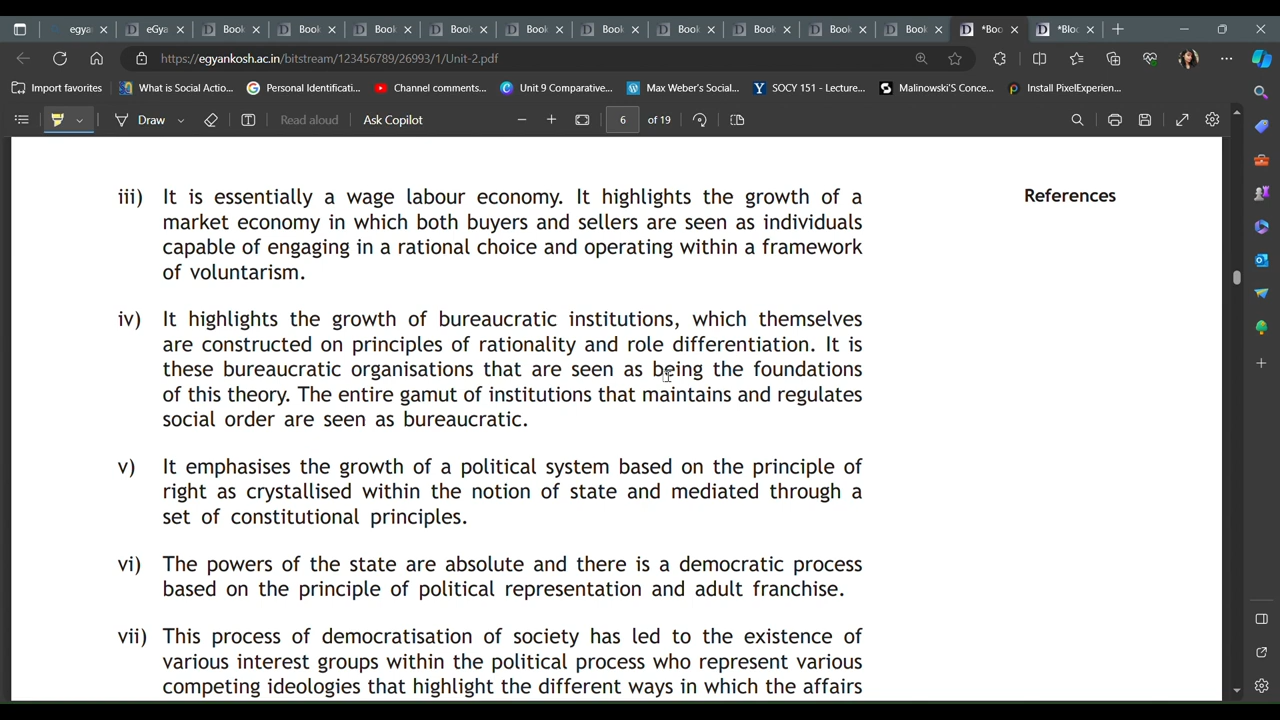 egyar
eGya
Book
Book
Book
Book
Book
Book
Book
Book
Book
Book
*Boo
*Bloc
https://egyankosh.ac.in/bitstream/123456789/26993/1/Unit-2.pdf
Import favorites
What is Social Actio...
Personal Identificati...
Channel comments...
Unit 9 Comparative...
Max Weber's Social...
SOCY 151 - Lecture...
Malinowski'S Conce...
Install PixelExperien...
Draw
Read aloud
Ask Copilot
6 of 19
iii) It is essentially a wage labour economy. It highlights the growth of a
market economy in which both buyers and sellers are seen as individuals
capable of engaging in a rational choice and operating within a framework
of voluntarism.
References
iv) It highlights the growth of bureaucratic institutions, which themselves
are constructed on principles of rationality and role differentiation. It is
these bureaucratic organisations that are seen as being the foundations
of this theory. The entire gamut of institutions that maintains and regulates
social order are seen as bureaucratic.
v) It emphasises the growth of a political system based on the principle of
right as crystallised within the notion of state and mediated through a
set of constitutional principles.
vi) The powers of the state are absolute and there is a democratic process
based on the principle of political representation and adult franchise.
vii) This process of democratisation of society has led to the existence of
various interest groups within the political process who represent various
competing ideologies that highlight the different ways in which the affairs